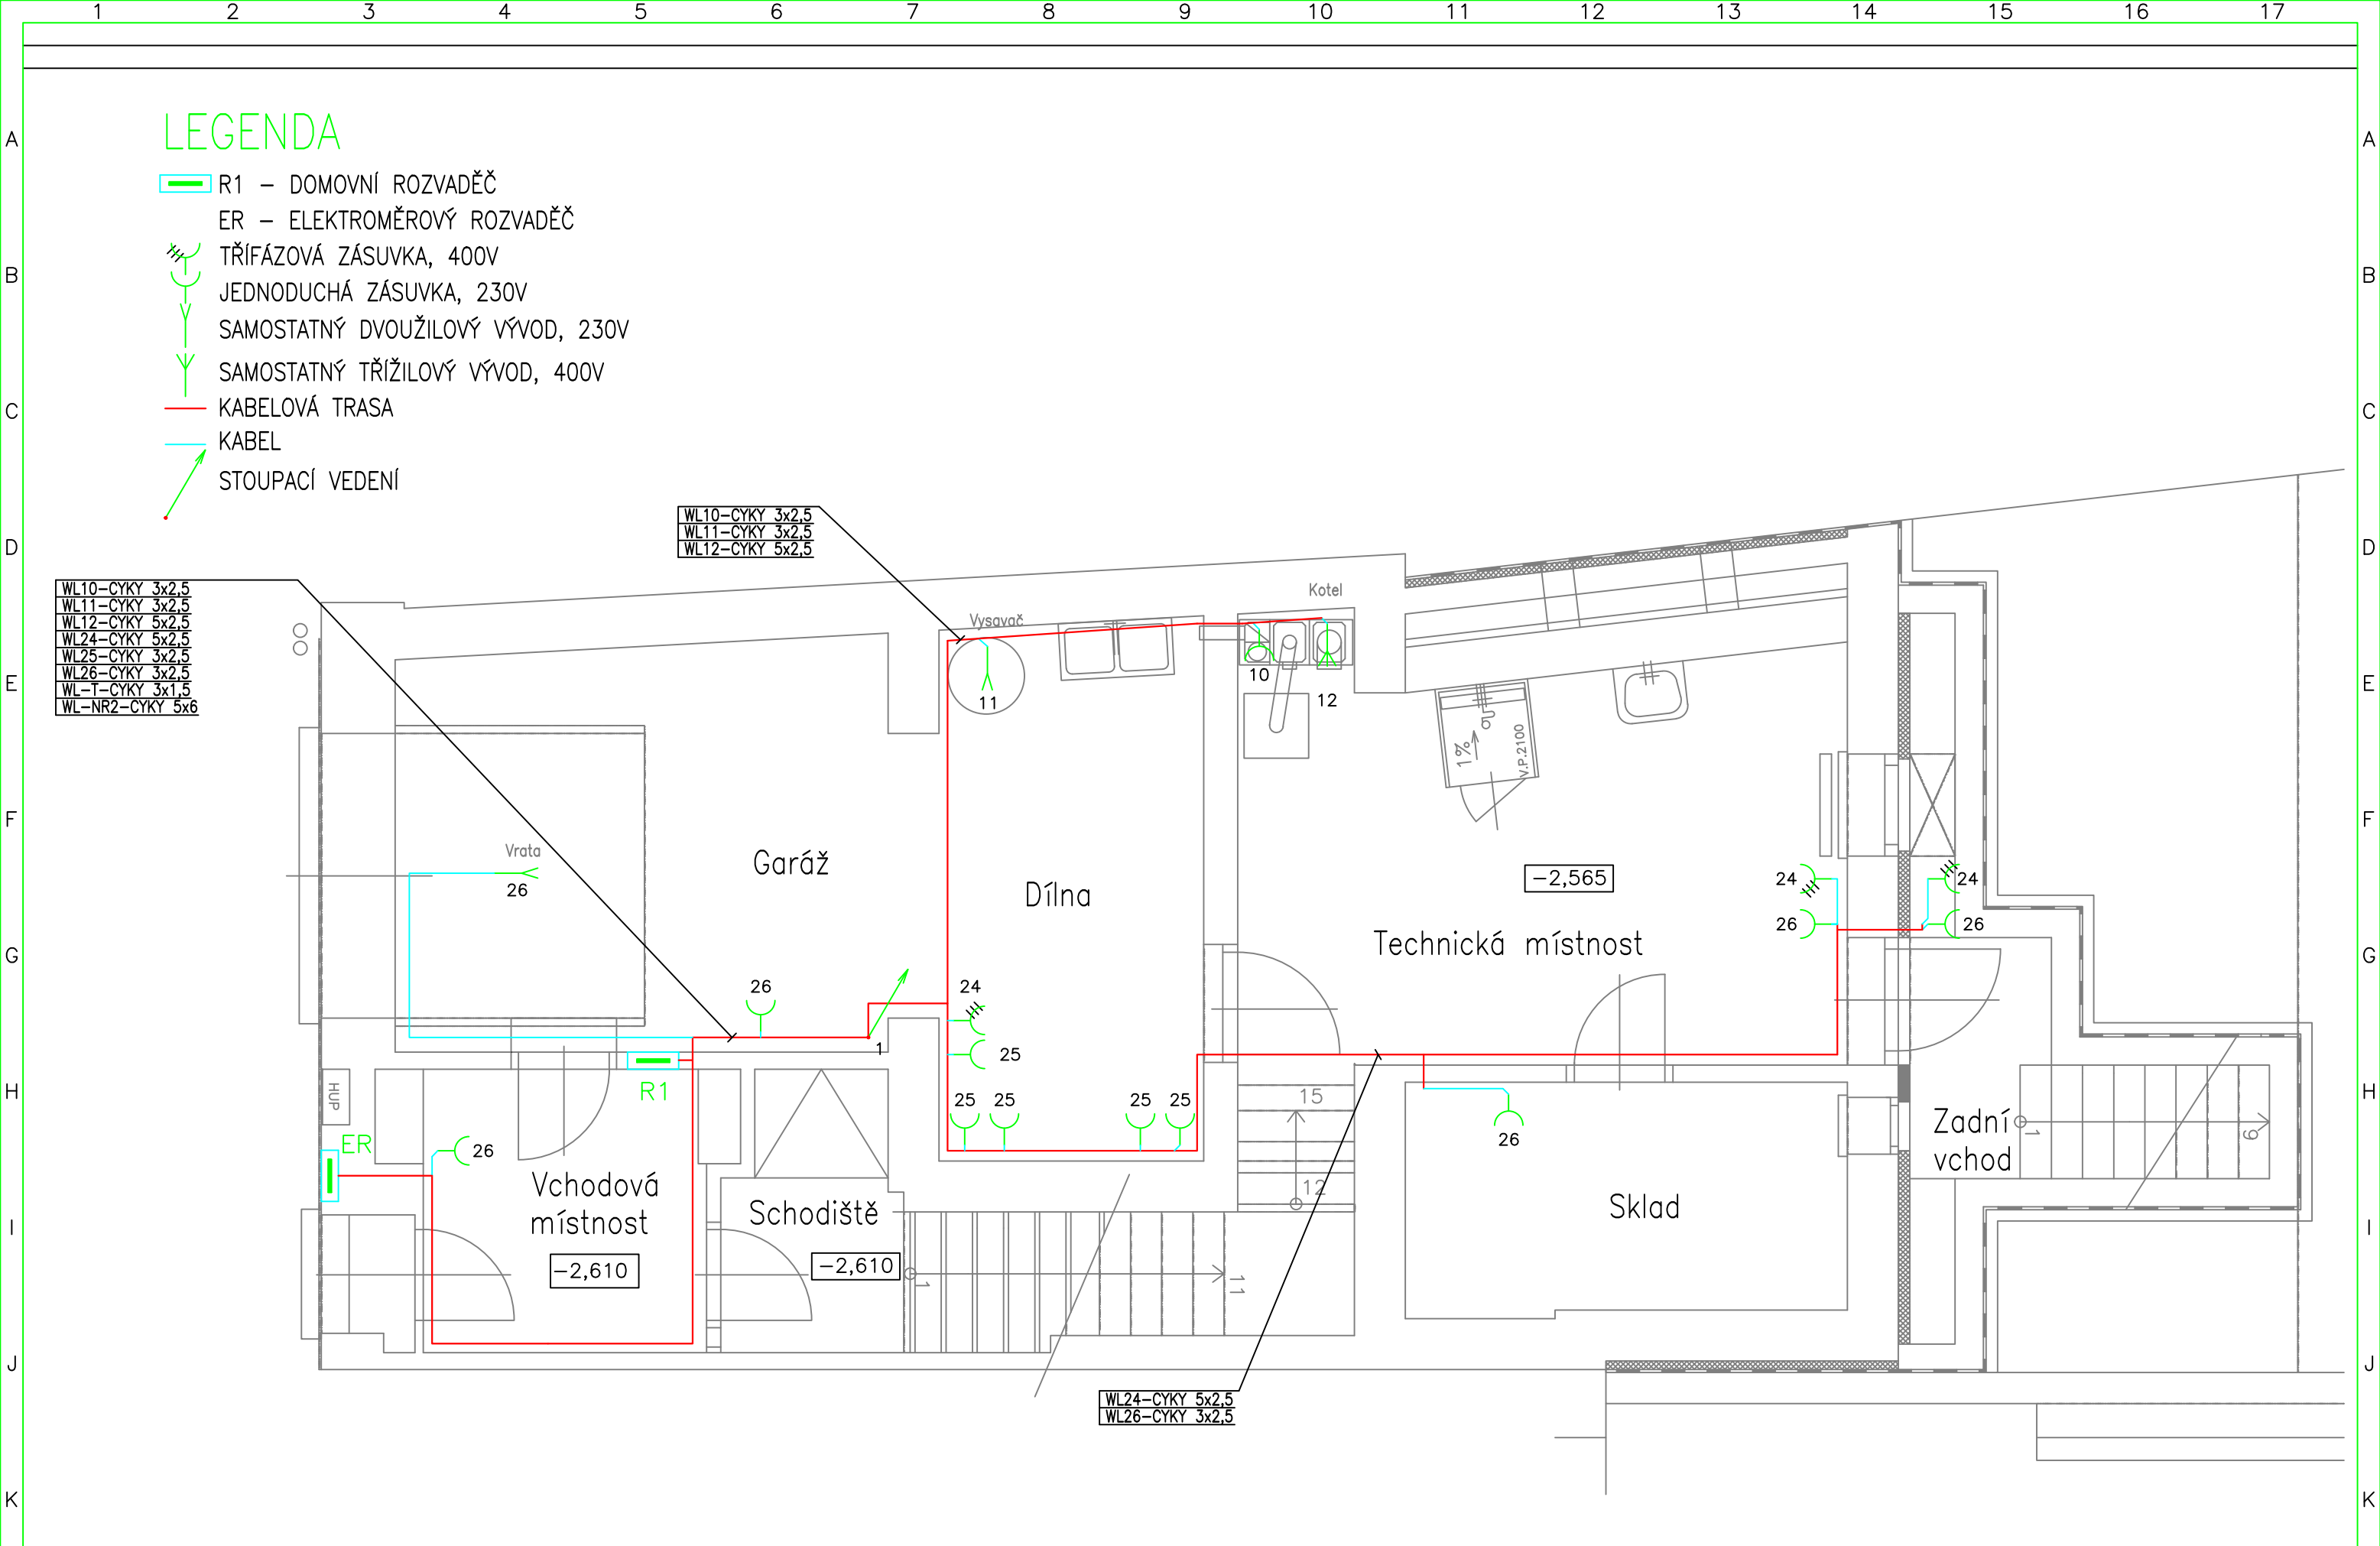 1 2 3 4 5 6 7 8 9 10 11 12 13 14 15 16 17
A A
LEGENDA
R1 – DOMOVNÍ ROZVADĚČ
ER – ELEKTROMĚROVÝ ROZVADĚČ
TŘÍFÁZOVÁ ZÁSUVKA, 400V
B B
JEDNODUCHÁ ZÁSUVKA, 230V
SAMOSTATNÝ DVOUŽILOVÝ VÝVOD, 230V
SAMOSTATNÝ TŘÍŽILOVÝ VÝVOD, 400V
C C
KABELOVÁ TRASA
KABEL
STOUPACÍ VEDENÍ
WL10–CYKY 3x2,5
WL11–CYKY 3x2,5
WL12–CYKY 5x2,5
D D
WL10–CYKY 3x2,5
WL11–CYKY 3x2,5
WL12–CYKY 5x2,5
WL24–CYKY 5x2,5
WL25–CYKY 3x2,5
WL26–CYKY 3x2,5
WL–T–CYKY 3x1,5
WL–NR2–CYKY 5x6
Kotel
Vysavač
E E
10
11
12
1%
V.P.2100
F F
Vrata
26
Garáž
Dílna
–2,565
24
24
26
26
Technická místnost
G G
26
24
1
25
H H
HUP
R1
25 25 25 25
15
26
Zadní
vchod
1
9
ER
26
Vchodová
místnost
–2,610
Schodiště
–2,610
12
Sklad
I I
1
11
J J
WL24–CYKY 5x2,5
WL26–CYKY 3x2,5
K K